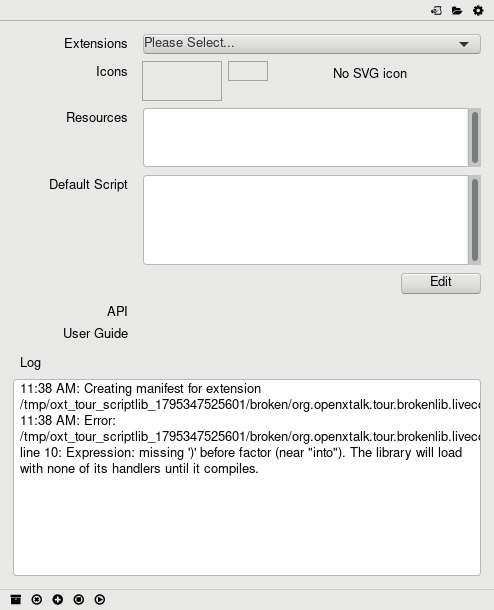 Extensions
Please Select...
Icons
No SVG icon
Resources
Default Script
Edit
API
User Guide
Log
11:38 AM: Creating manifest for extension
/tmp/oxt_tour_scriptlib_1795347525601/broken/org.openxtalk.tour.brokenlib.livec
11:38 AM: Error:
/tmp/oxt_tour_scriptlib_1795347525601/broken/org.openxtalk.tour.brokenlib.livec
line 10: Expression: missing ')' before factor (near "into"). The library will load
with none of its handlers until it compiles.